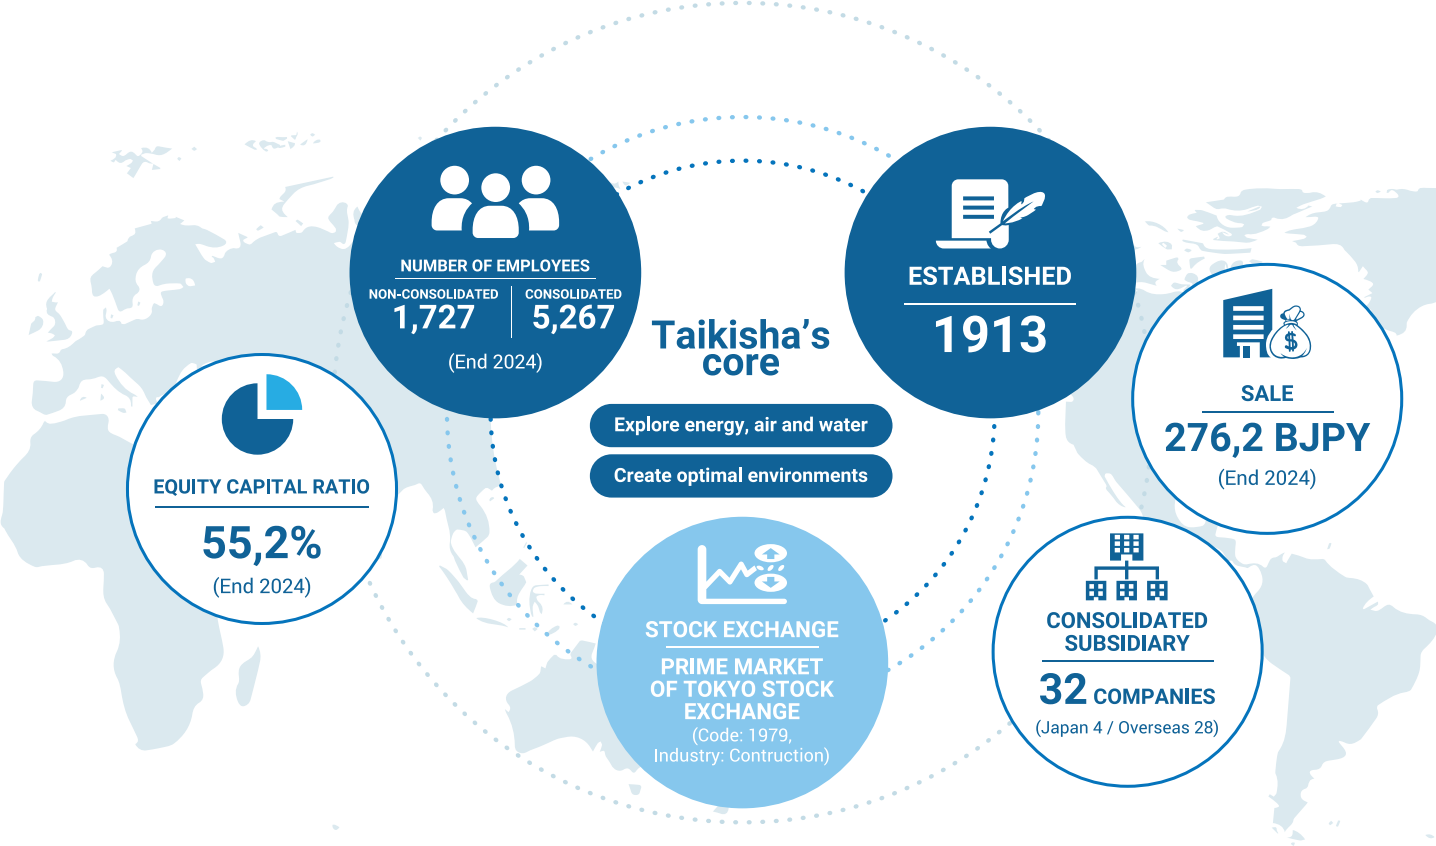 NUMBER OF EMPLOYEES
NON-CONSOLIDATED
1,727
CONSOLIDATED
5,267
(End 2024)
ESTABLISHED
1913
Taikisha's
core
Explore energy, air and water
Create optimal environments
SALE
276,2 BJPY
(End 2024)
EQUITY CAPITAL RATIO
55,2%
(End 2024)
STOCK EXCHANGE
PRIME MARKET
OF TOKYO STOCK
EXCHANGE
(Code: 1979,
Industry: Contruction)
CONSOLIDATED
SUBSIDIARY
32 COMPANIES
(Japan 4 / Overseas 28)
$